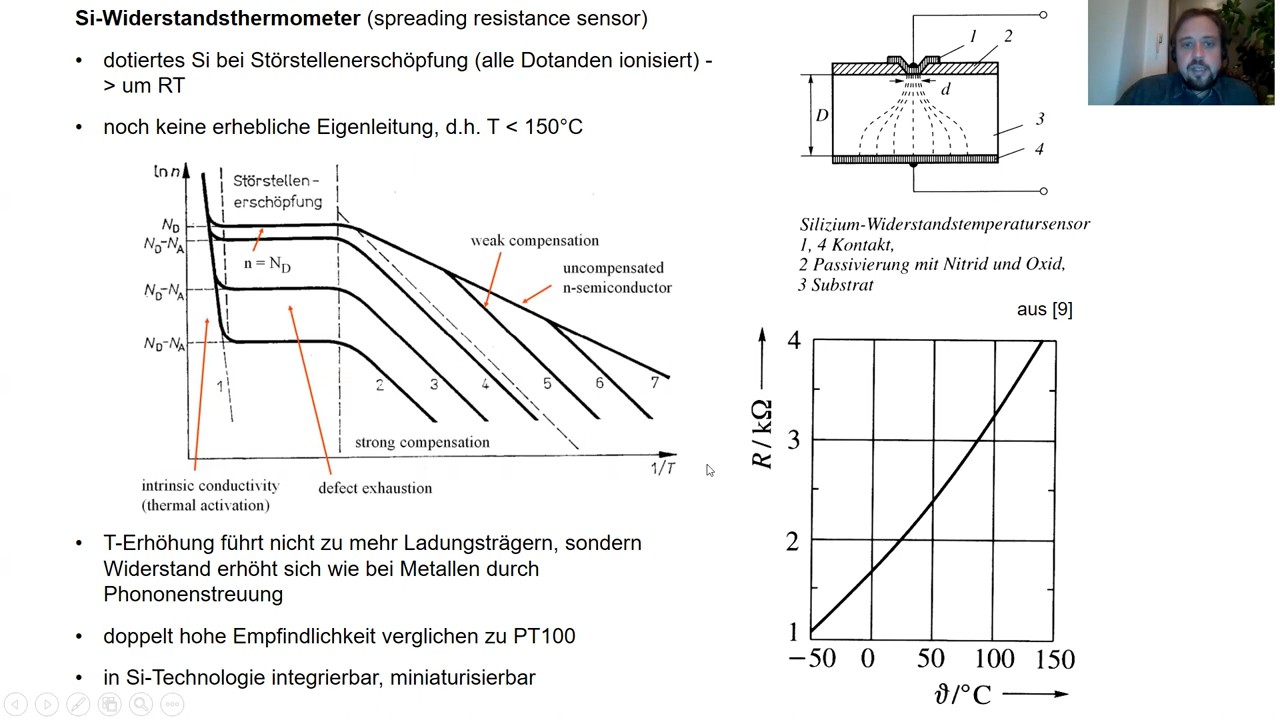 Si-Widerstandsthermometer (spreading resistance sensor)
• dotiertes Si bei Störstellenerschöpfung (alle Dotanden ionisiert) -
> um RT
• noch keine erhebliche Eigenleitung, d.h. T < 150°C
ln n
Störstellen-
erschöpfung
N_D
N_D-N_A
n = N_D
N_D-N_A
N_D-N_A
weak compensation
uncompensated
n-semiconductor
1
2
3
4
5
6
7
strong compensation
1/T
intrinsic conductivity
(thermal activation)
defect exhaustion
• T-Erhöhung führt nicht zu mehr Ladungsträgern, sondern
Widerstand erhöht sich wie bei Metallen durch
Phononenstreuung
• doppelt hohe Empfindlichkeit verglichen zu PT100
• in Si-Technologie integrierbar, miniaturisierbar
1
2
d
D
3
4
Silizium-Widerstandstemperatursensor
1, 4 Kontakt,
2 Passivierung mit Nitrid und Oxid,
3 Substrat
aus [9]
R / kΩ
4
3
2
1
−50 0 50 100 150
ϑ/°C